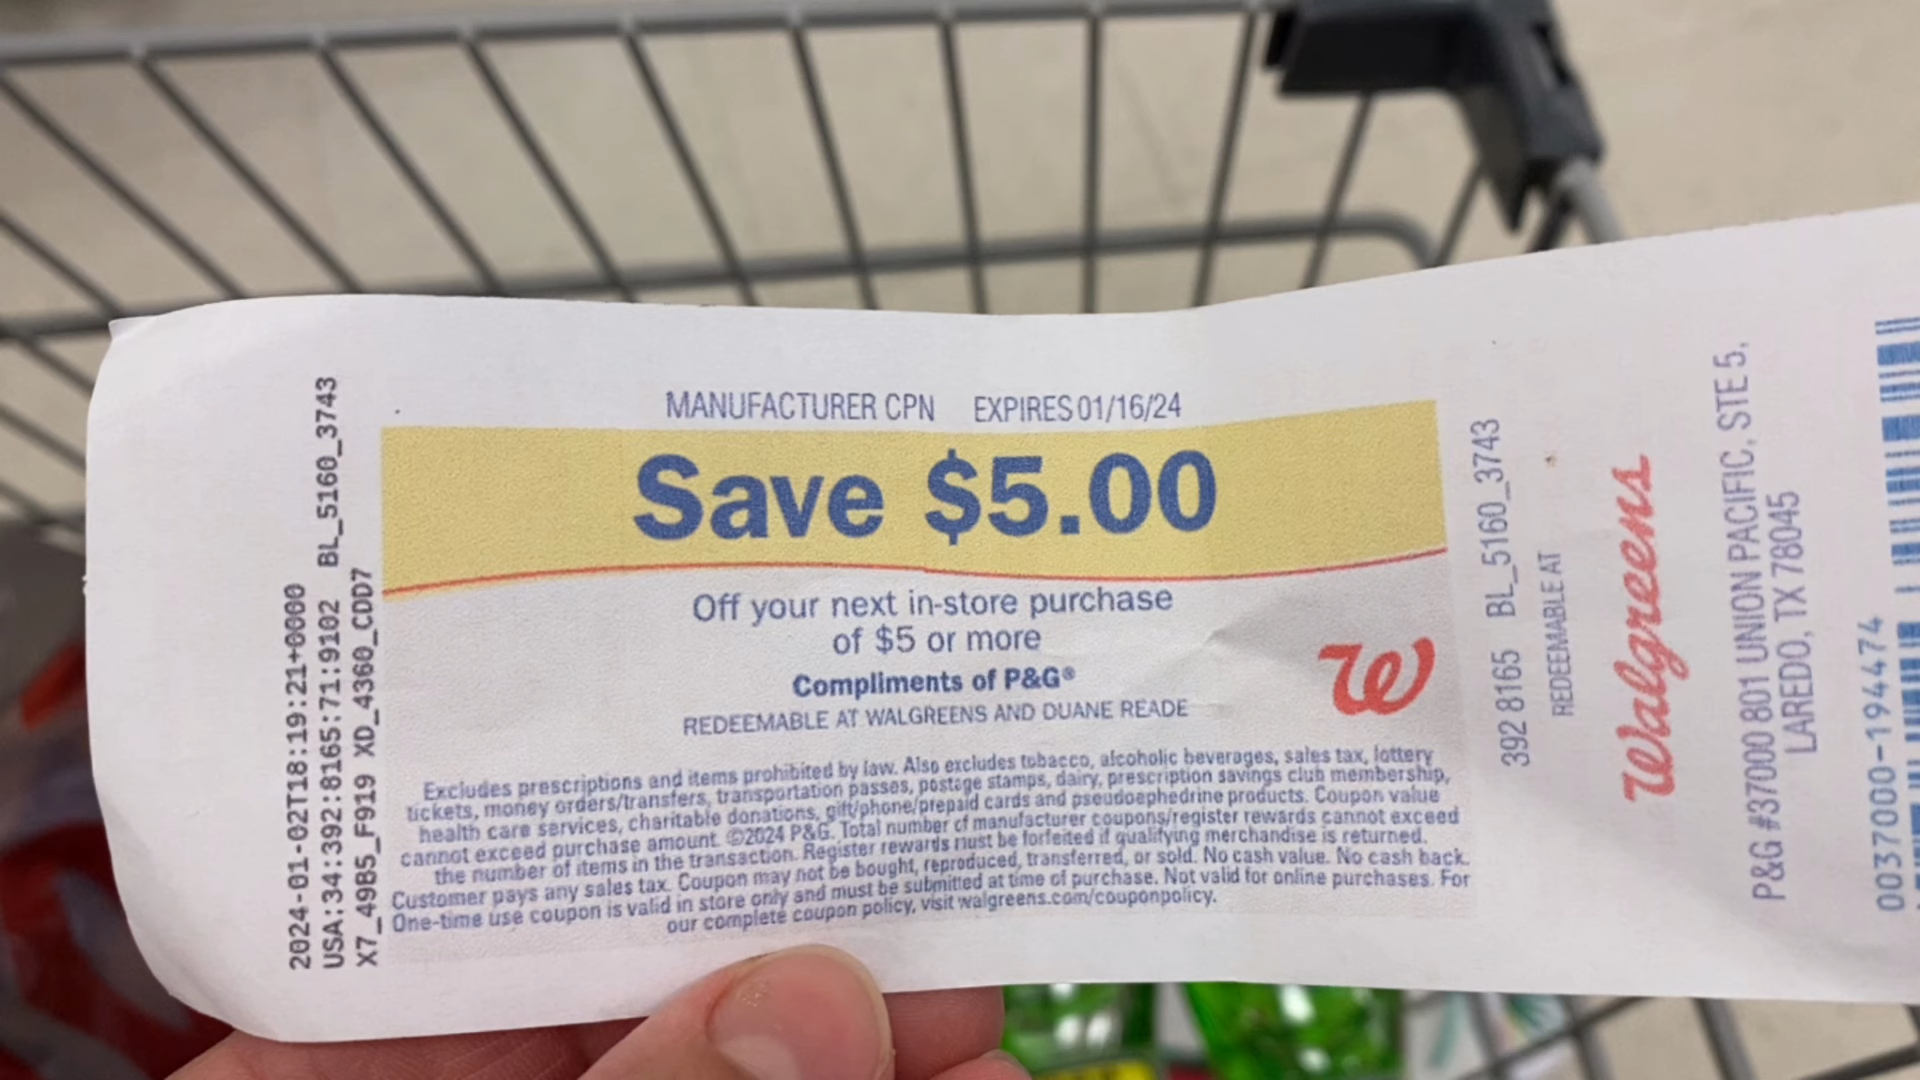 MANUFACTURER CPN EXPIRES 01/16/24
Save $5.00
Off your next in-store purchase
of $5 or more
Compliments of P&G®
REDEEMABLE AT WALGREENS AND DUANE READE
W
Excludes prescriptions and items prohibited by law. Also excludes tobacco, alcoholic beverages, sales tax, lottery
tickets, money orders/transfers, transportation passes, postage stamps, dairy, prescription savings club membership,
health care services, charitable donations, gift/phone/prepaid cards and pseudoephedrine products. Coupon value
cannot exceed purchase amount. ©2024 P&G. Total number of manufacturer coupons/register rewards cannot exceed
the number of items in the transaction. Register rewards must be forfeited if qualifying merchandise is returned.
Customer pays any sales tax. Coupon may not be bought, reproduced, transferred, or sold. No cash value. No cash back.
One-time use coupon is valid in store only and must be submitted at time of purchase. Not valid for online purchases. For
our complete coupon policy, visit walgreens.com/couponpolicy.
2024-01-02T18:19:21+0000
USA:34:392:8165:71:9102 BL_5160_3743
X7_49B5_F919 XD_4360_CDD7
392 8165 BL_5160_3743
REDEEMABLE AT
Walgreens
P&G #37000 801 UNION PACIFIC, STE 5,
LAREDO, TX 78045
0037000-194474